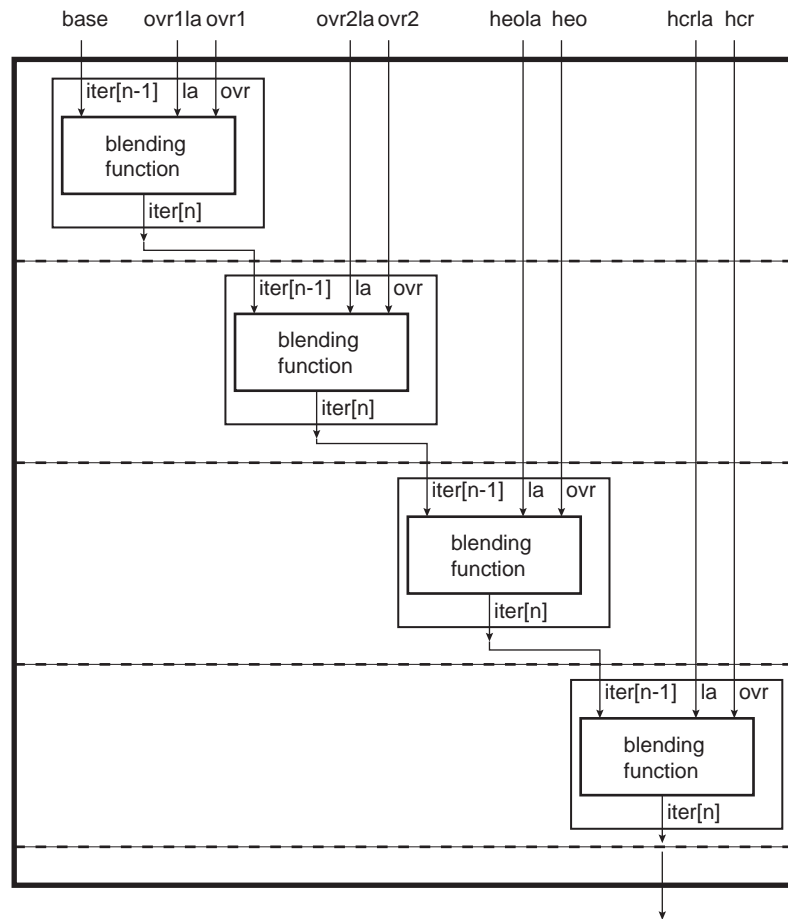 base ovr1la ovr1 ovr2la ovr2 heola heo hcrla hcr
iter[n-1] la ovr
blending
function
iter[n]
iter[n-1] la ovr
blending
function
iter[n]
iter[n-1] la ovr
blending
function
iter[n]
iter[n-1] la ovr
blending
function
iter[n]